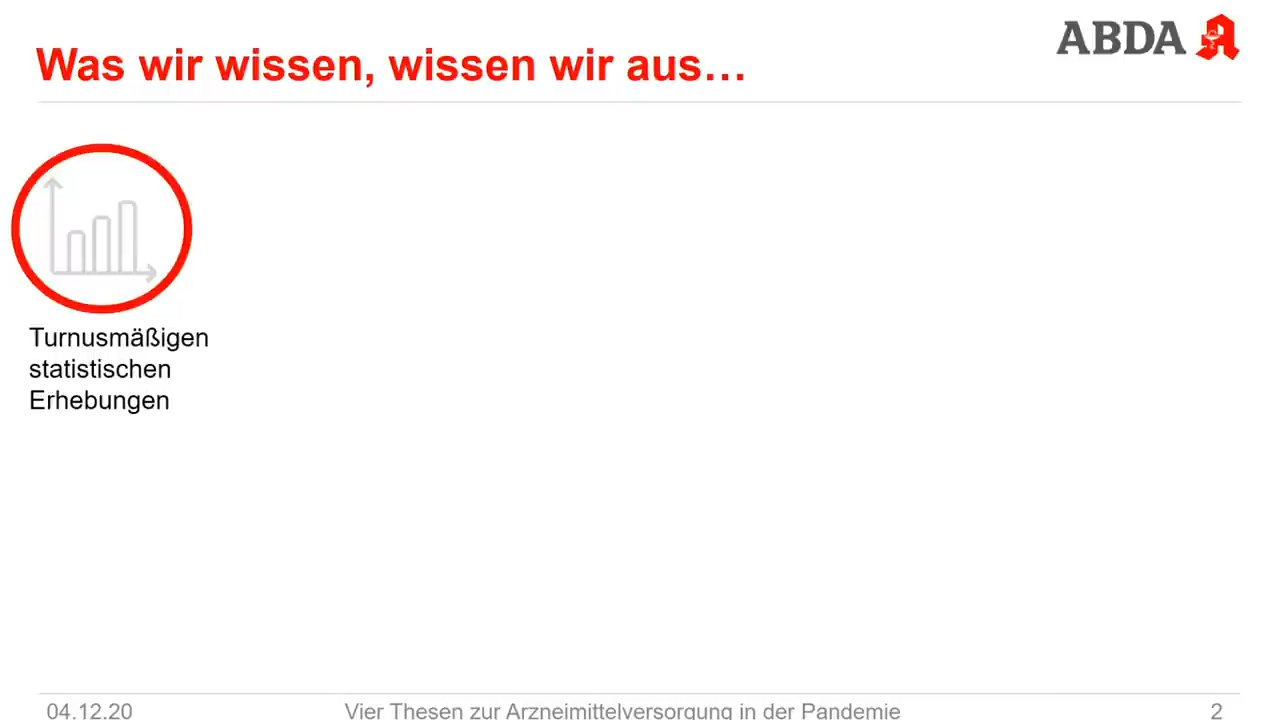 Was wir wissen, wissen wir aus…
ABDA
Turnusmäßigen
statistischen
Erhebungen
04.12.20
Vier Thesen zur Arzneimittelversorgung in der Pandemie
2